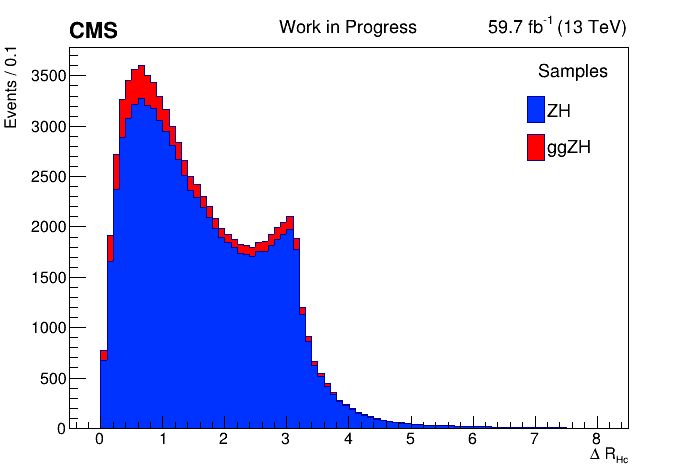 CMS Work in Progress 59.7 fb⁻¹ (13 TeV)
Events / 0.1
Samples
ZH
ggZH
3500
3000
2500
2000
1500
1000
500
0
0 1 2 3 4 5 6 7 8
Δ R_Hc